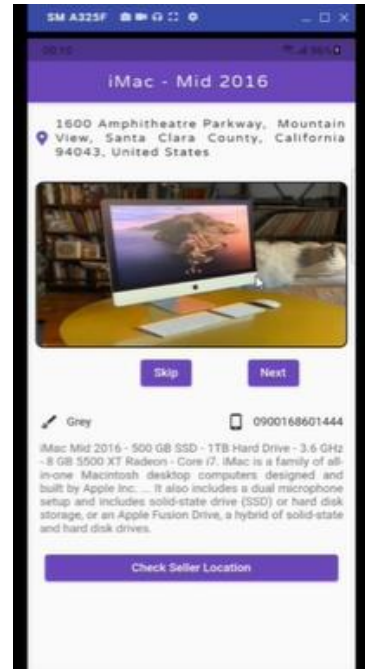 SM A325F
iMac - Mid 2016
1600 Amphitheatre Parkway, Mountain
View, Santa Clara County, California
94043, United States
Skip
Next
Grey
0900168601444
iMac Mid 2016 - 500 GB SSD - 1TB Hard Drive - 3.6 GHz
- 8 GB 5500 XT Radeon - Core i7. iMac is a family of all-
in-one Macintosh desktop computers designed and
built by Apple Inc. ... It also includes a dual microphone
setup and includes solid-state drive (SSD) or hard disk
storage, or an Apple Fusion Drive, a hybrid of solid-state
and hard disk drives.
Check Seller Location